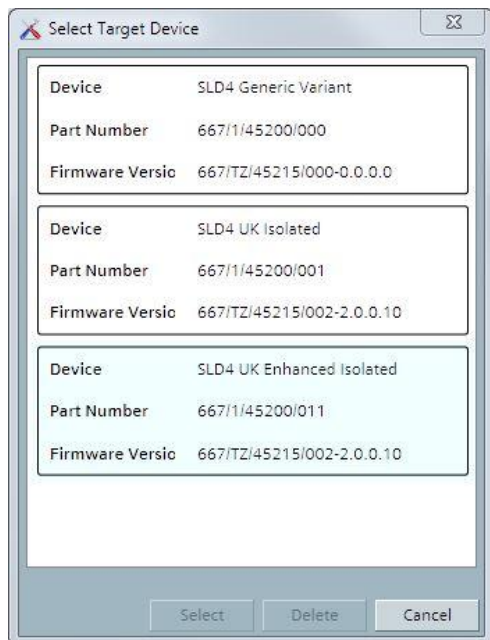 Select Target Device
Device SLD4 Generic Variant
Part Number 667/1/45200/000
Firmware Versio 667/TZ/45215/000-0.0.0.0
Device SLD4 UK Isolated
Part Number 667/1/45200/001
Firmware Versio 667/TZ/45215/002-2.0.0.10
Device SLD4 UK Enhanced Isolated
Part Number 667/1/45200/011
Firmware Versio 667/TZ/45215/002-2.0.0.10
Select Delete Cancel